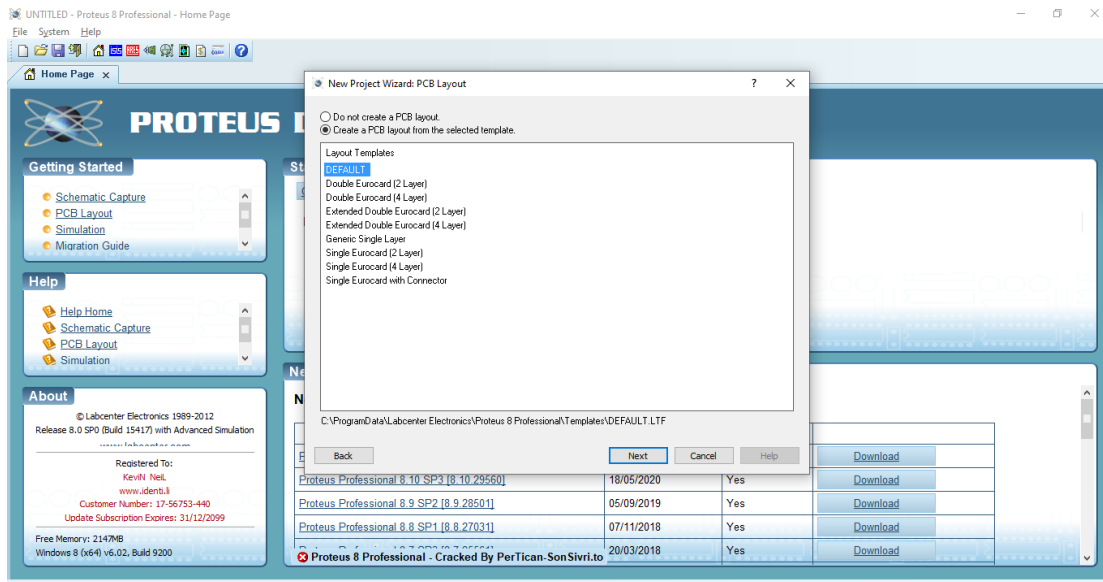 UNTITLED - Proteus 8 Professional - Home Page
File System Help
Home Page x
PROTEUS
Getting Started
Schematic Capture
PCB Layout
Simulation
Migration Guide
Help
Help Home
Schematic Capture
PCB Layout
Simulation
About
© Labcenter Electronics 1989-2012
Release 8.0 SP0 (Build 15417) with Advanced Simulation
Registered To:
KeviN NeiL
www.identi.li
Customer Number: 17-56753-440
Update Subscription Expires: 31/12/2099
Free Memory: 2147MB
Windows 8 (x64) v6.02, Build 9200
New Project Wizard: PCB Layout ?
Do not create a PCB layout.
Create a PCB layout from the selected template.
Layout Templates
DEFAULT
Double Eurocard (2 Layer)
Double Eurocard (4 Layer)
Extended Double Eurocard (2 Layer)
Extended Double Eurocard (4 Layer)
Generic Single Layer
Single Eurocard (2 Layer)
Single Eurocard (4 Layer)
Single Eurocard with Connector
C:\ProgramData\Labcenter Electronics\Proteus 8 Professional\Templates\DEFAULT.LTF
Back Next Cancel Help
Download
Proteus Professional 8.10 SP3 [8.10.29560] 18/05/2020 Yes Download
Proteus Professional 8.9 SP2 [8.9.28501] 05/09/2019 Yes Download
Proteus Professional 8.8 SP1 [8.8.27031] 07/11/2018 Yes Download
20/03/2018 Yes Download
Proteus 8 Professional - Cracked By PerTican-SonSivri.to